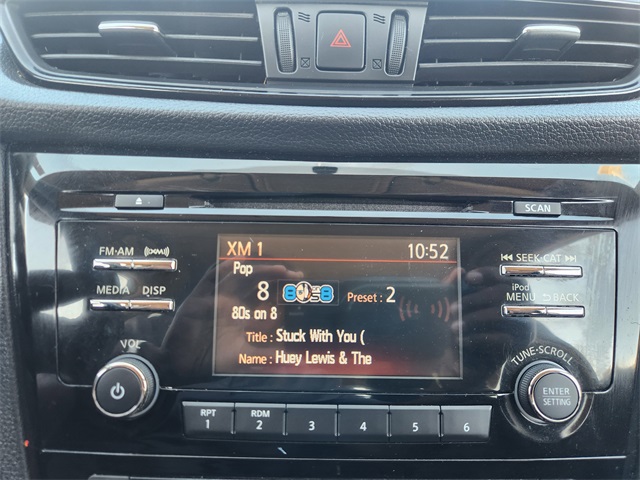 SCAN
FM·AM XM
MEDIA DISP
VOL
XM 1 10:52
Pop
8 8 Preset : 2
80s on 8
Title : Stuck With You (
Name : Huey Lewis & The
SEEK·CAT
iPod
MENU BACK
TUNE·SCROLL
ENTER
SETTING
RPT RDM
1 2 3 4 5 6